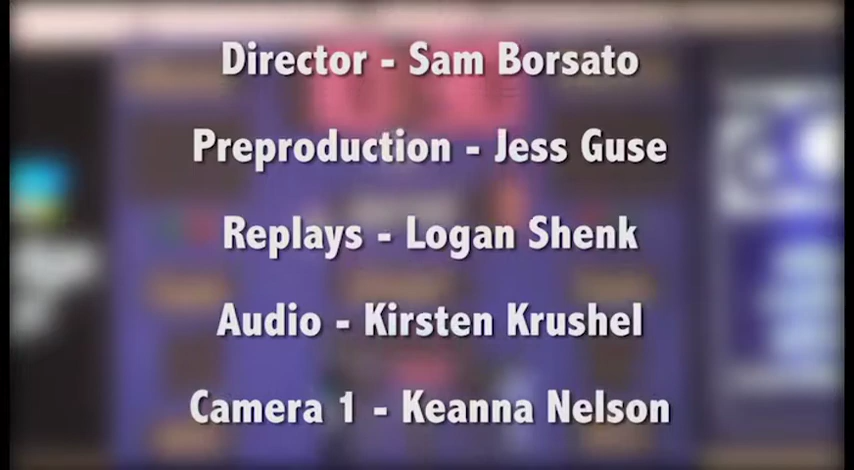 Director - Sam Borsato
Preproduction - Jess Guse
Replays - Logan Shenk
Audio - Kirsten Krushel
Camera 1 - Keanna Nelson